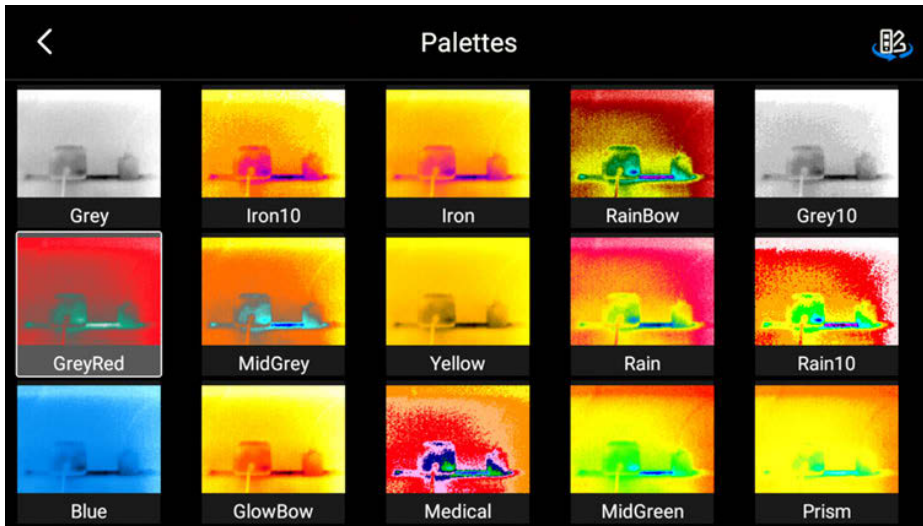 Palettes
Grey
Iron10
Iron
RainBow
Grey10
GreyRed
MidGrey
Yellow
Rain
Rain10
Blue
GlowBow
Medical
MidGreen
Prism